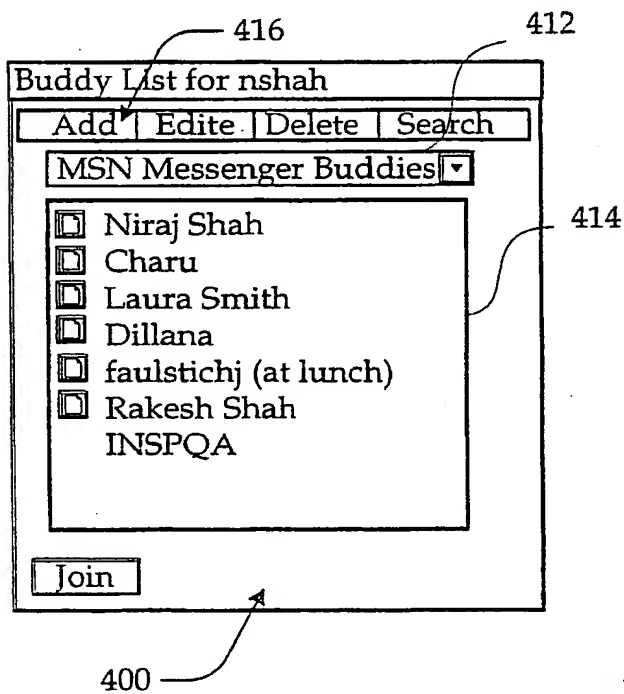 416
412
Buddy List for nshah
Add Edite Delete Search
MSN Messenger Buddies
414
Niraj Shah
Charu
Laura Smith
Dillana
faulstichj (at lunch)
Rakesh Shah
INSPQA
Join
400